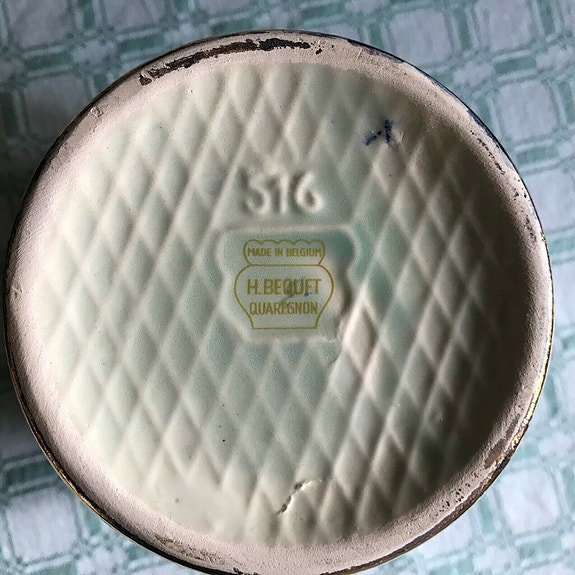 516
MADE IN BELGIUM
H.BEQUET
QUAREGNON